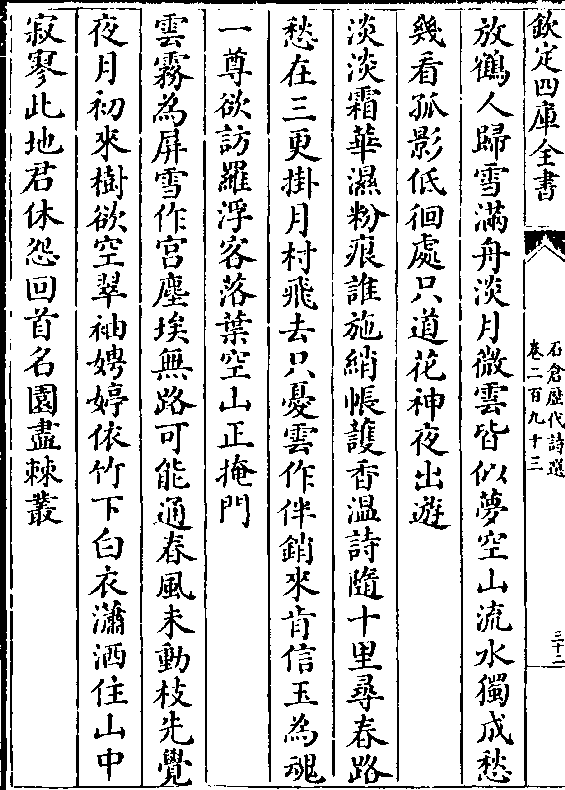 欽定四庫全書
石倉歷代詩選
卷二百九十三
三十二
放鶴人歸雪滿舟淡月微雲皆似夢空山流水獨成愁
幾看孤影低徊處只道花神夜出遊
淡淡霜華濕粉痕誰施綃帳護香温詩隨十里尋春路
愁在三更掛月村飛去只憂雲作伴銷來肯信玉為魂
一尊欲訪羅浮客落葉空山正掩門
雲霧為屏雪作宫塵埃無路可能通春風未動枝先覺
夜月初來樹欲空翠袖娉婷依竹下白衣瀟洒住山中
寂寥此地君休怨回首名園盡棘叢